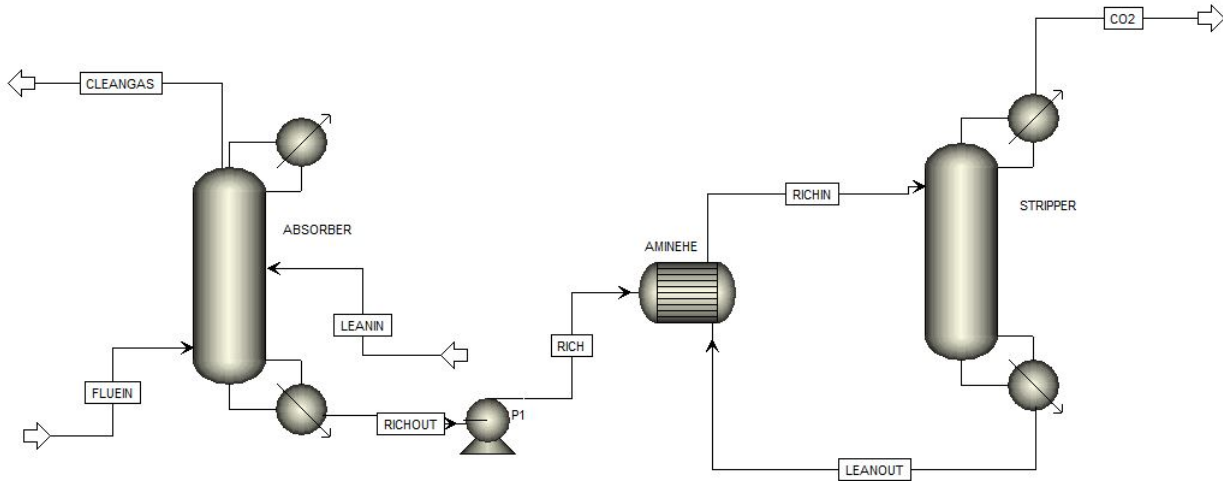 CO2
CLEANGAS
ABSORBER
RICHIN
STRIPPER
AMINEHE
LEANIN
RICH
FLUEIN
RICHOUT
P1
LEANOUT